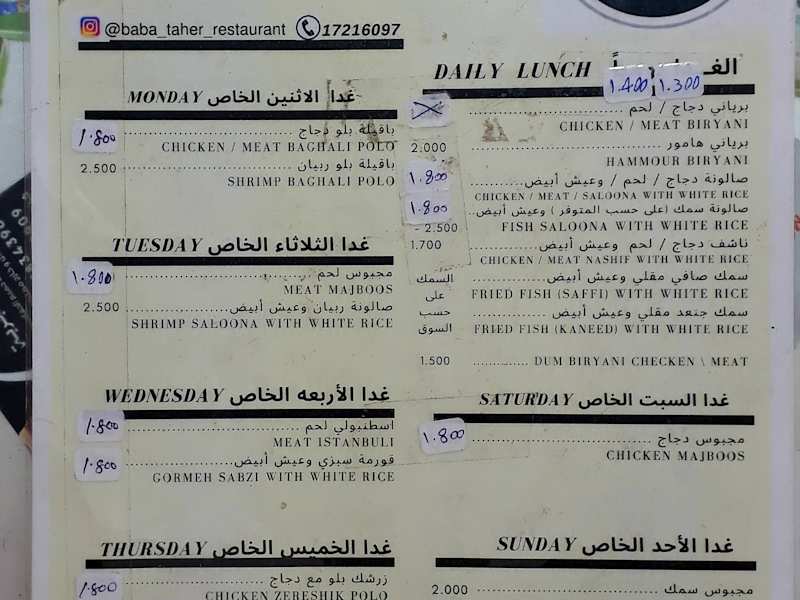 @baba_taher_restaurant 17216097
غدا الاثنين الخاص MONDAY
باقيلة بلو دجاج
1.800
CHICKEN / MEAT BAGHALI POLO
باقيلة بلو ربيان
2.500
SHRIMP BAGHALI POLO
غدا الثلاثاء الخاص TUESDAY
مجبوس لحم
1.800
MEAT MAJBOOS
صالونة ربيان وعيش أبيض
2.500
SHRIMP SALOONA WITH WHITE RICE
غدا الأربعه الخاص WEDNESDAY
اسطنبولي لحم
1.800
MEAT ISTANBULI
قورمة سبزي وعيش أبيض
1.800
GORMEH SABZI WITH WHITE RICE
غدا الخميس الخاص THURSDAY
زرشك بلو مع دجاج
1.800
CHICKEN ZERESHIK POLO
DAILY LUNCH
1.400 1.300
برياني دجاج / لحم
CHICKEN / MEAT BIRYANI
برياني هامور
2.000
HAMMOUR BIRYANI
صالونة دجاج / لحم / وعيش أبيض
1.800
CHICKEN / MEAT / SALOONA WITH WHITE RICE
صالونة سمك (على حسب المتوفر) وعيش أبيض
1.800
- 2.500
FISH SALOONA WITH WHITE RICE
ناشف دجاج / لحم وعيش أبيض
1.700
CHICKEN / MEAT NASHIF WITH WHITE RICE
سمك صافي مقلي وعيش أبيض
FRIED FISH (SAFFI) WITH WHITE RICE
سمك جنعد مقلي وعيش أبيض
FRIED FISH (KANEED) WITH WHITE RICE
السمك
على
حسب
السوق
1.500 DUM BIRYANI CHECKEN \ MEAT
غدا السبت الخاص SATURDAY
مجبوس دجاج
1.800
CHICKEN MAJBOOS
غدا الأحد الخاص SUNDAY
مجبوس سمك
2.000